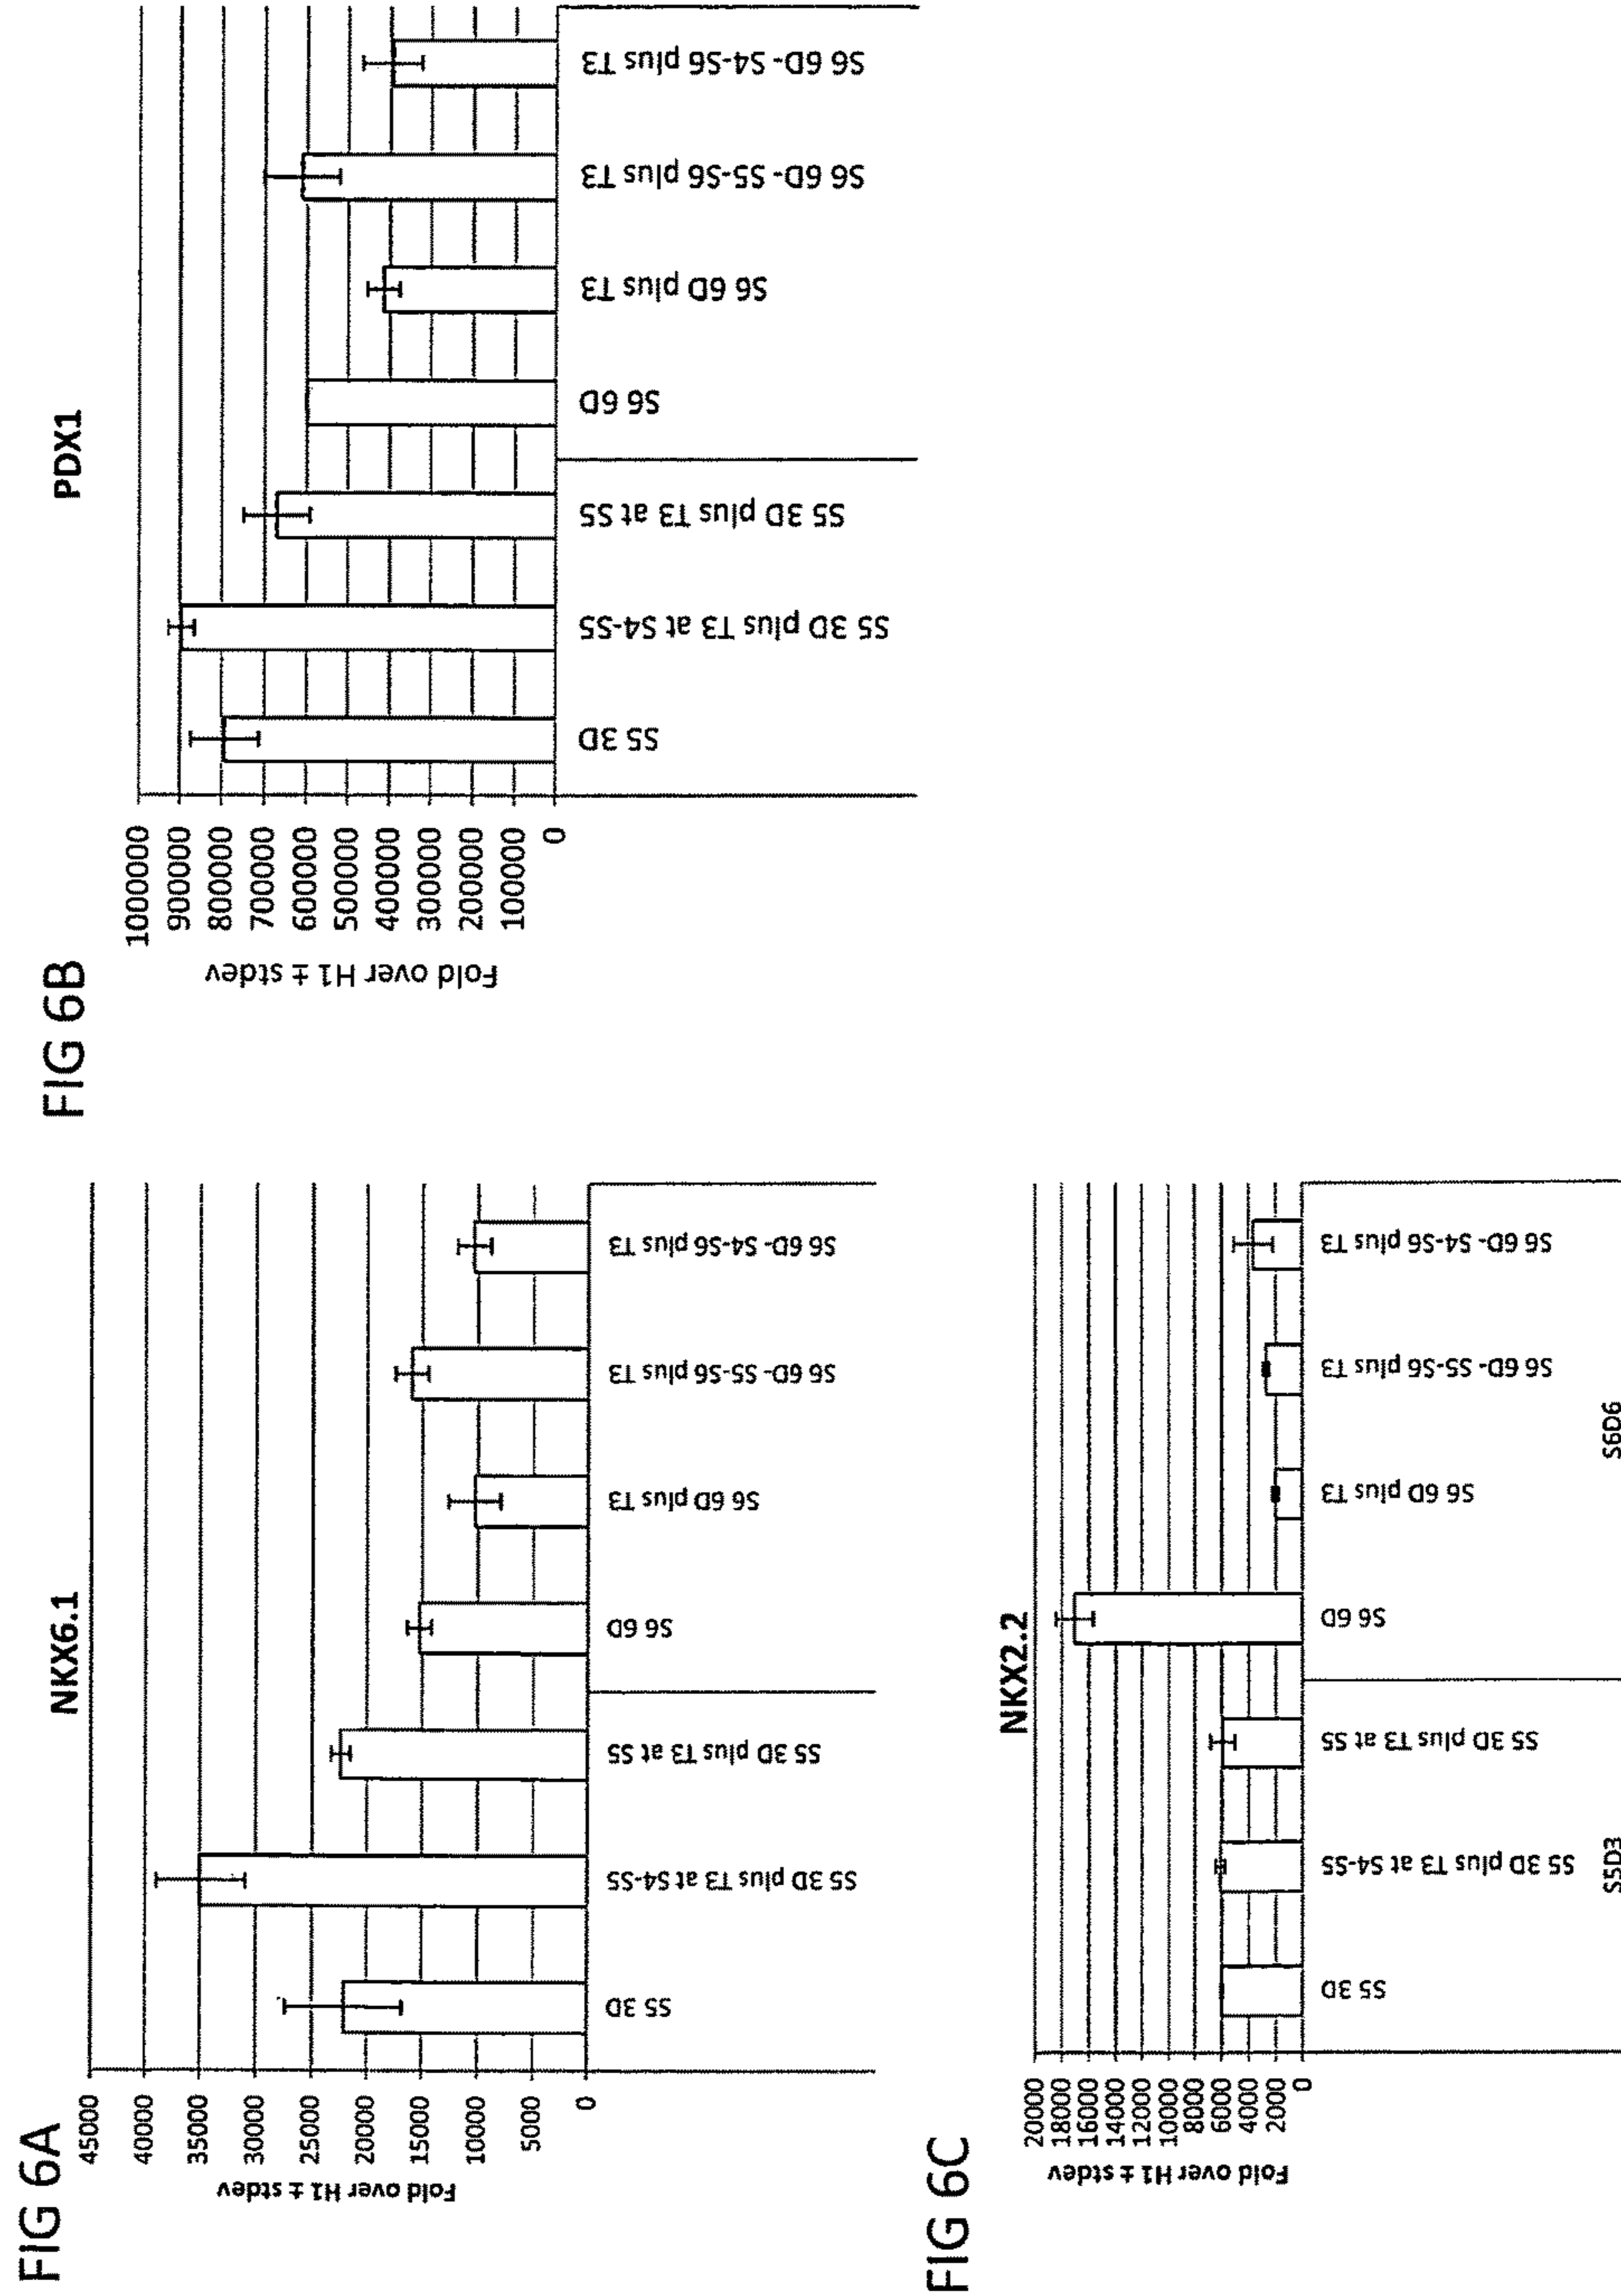 FIG 6A
NKX6.1
Fold over H1 ± stdev
45000
40000
35000
30000
25000
20000
15000
10000
5000
0
S5 3D
S5 3D plus T3 at S4-S5
S5 3D plus T3 at S5
S6 6D
S6 6D plus T3
S6 6D- S5-S6 plus T3
S6 6D- S4-S6 plus T3
FIG 6B
PDX1
Fold over H1 ± stdev
1000000
900000
800000
700000
600000
500000
400000
300000
200000
100000
0
S5 3D
S5 3D plus T3 at S4-S5
S5 3D plus T3 at S5
S6 6D
S6 6D plus T3
S6 6D- S5-S6 plus T3
S6 6D- S4-S6 plus T3
FIG 6C
NKX2.2
Fold over H1 ± stdev
20000
18000
16000
14000
12000
10000
8000
6000
4000
2000
0
S5 3D
S5 3D plus T3 at S4-S5
S5 3D plus T3 at S5
S6 6D
S6 6D plus T3
S6 6D- S5-S6 plus T3
S6 6D- S4-S6 plus T3
S5D3
S6D6